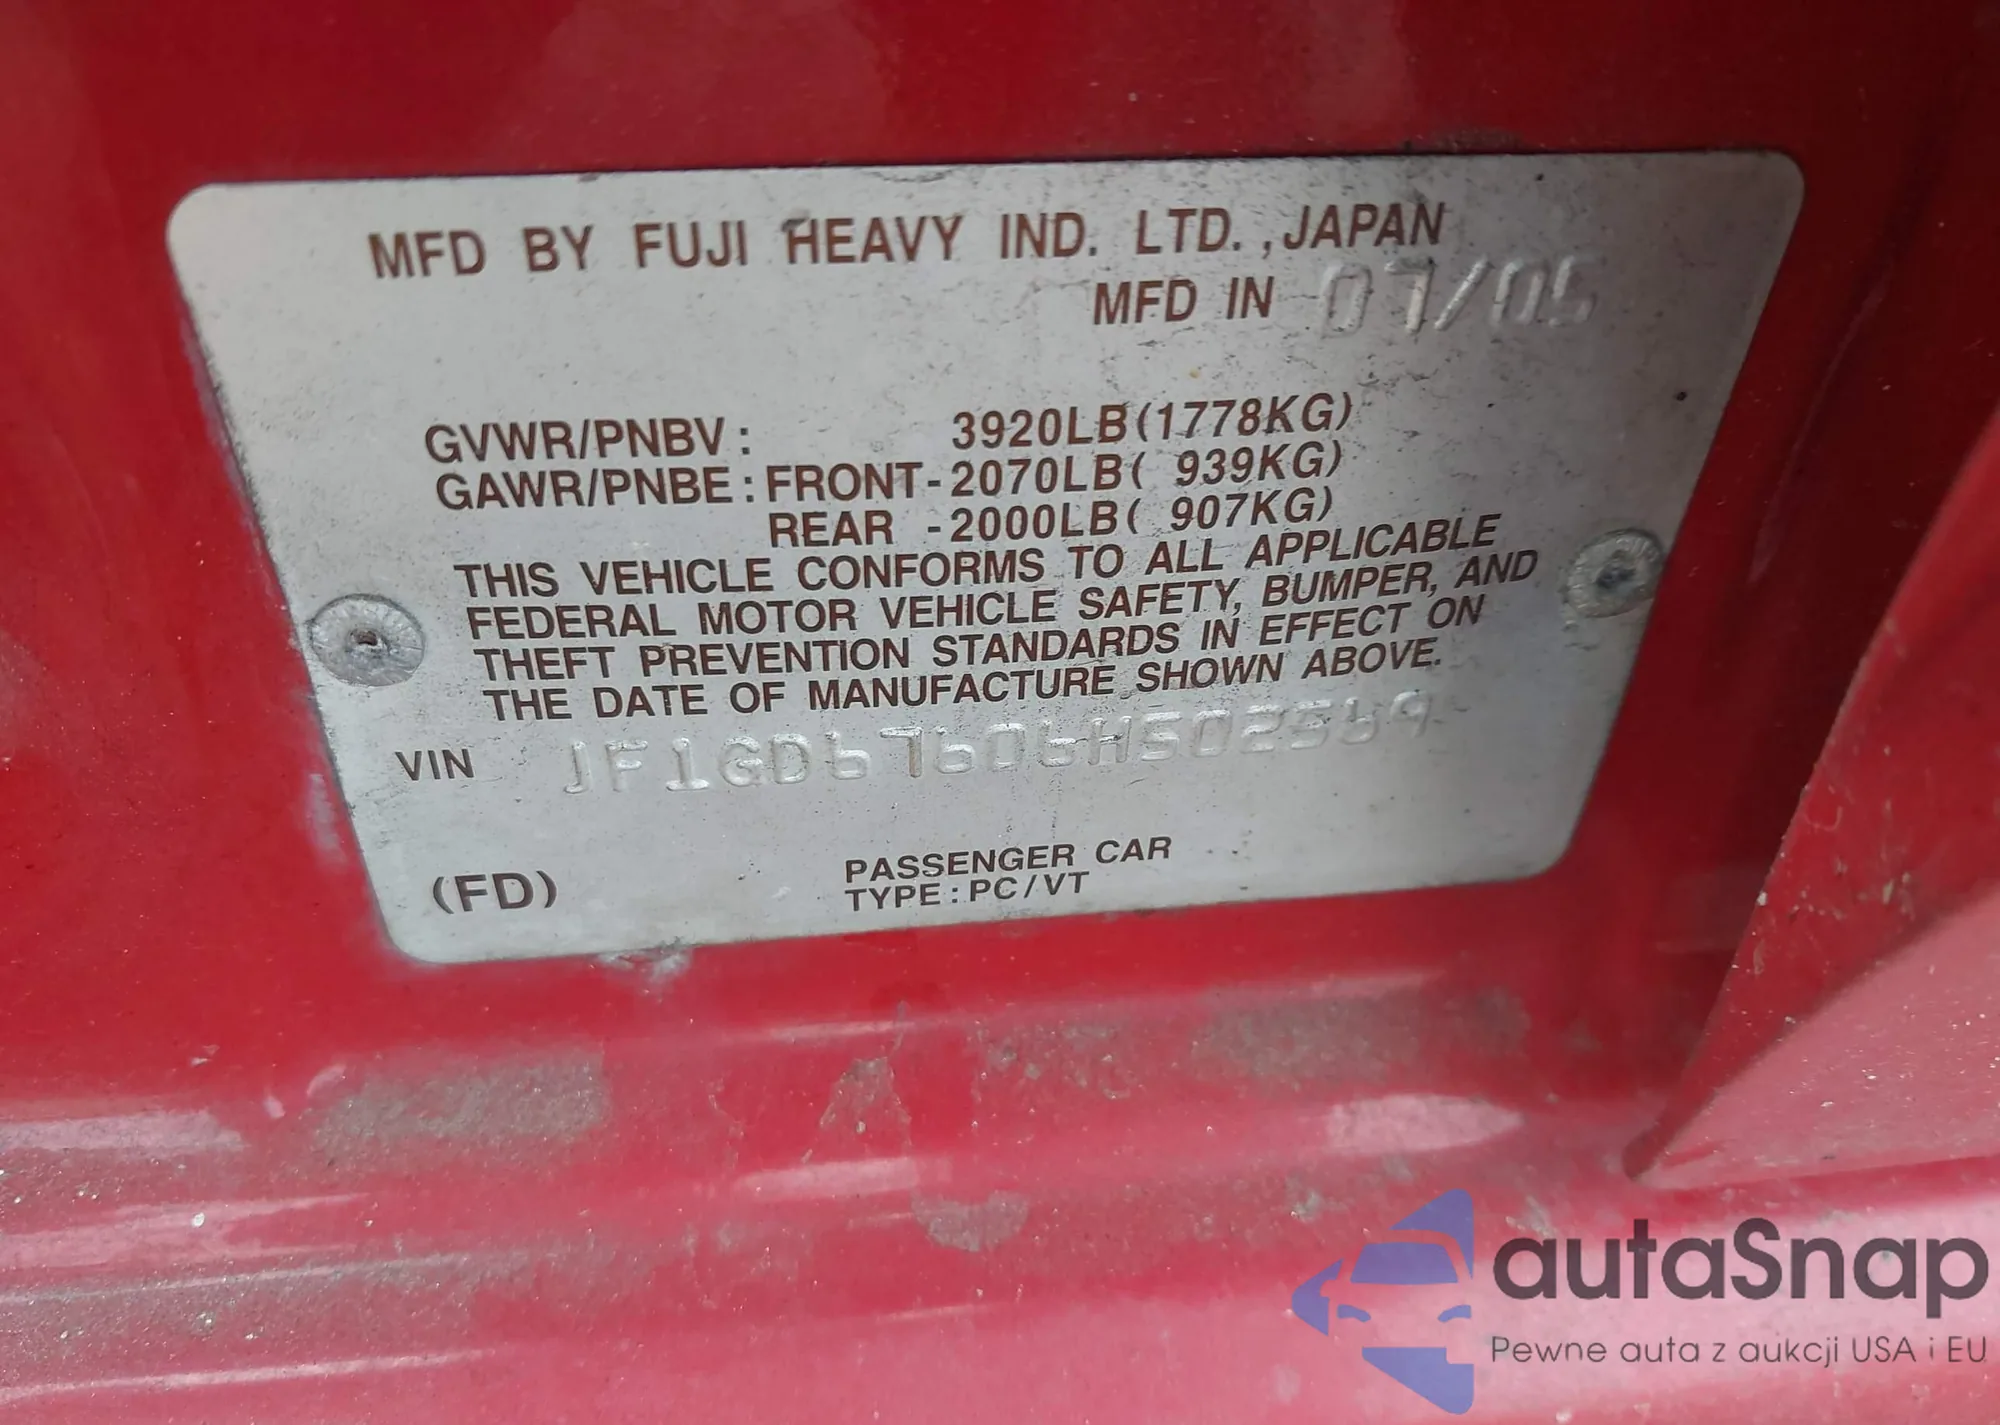 MFD BY FUJI HEAVY IND. LTD.,JAPAN
MFD IN 07/05
GVWR/PNBV: 3920LB(1778KG)
GAWR/PNBE:FRONT-2070LB( 939KG)
REAR -2000LB( 907KG)
THIS VEHICLE CONFORMS TO ALL APPLICABLE
FEDERAL MOTOR VEHICLE SAFETY, BUMPER, AND
THEFT PREVENTION STANDARDS IN EFFECT ON
THE DATE OF MANUFACTURE SHOWN ABOVE.
VIN JF1GD67606H502569
(FD)
PASSENGER CAR
TYPE:PC/VT
autaSnap
Pewne auta z aukcji USA i EU